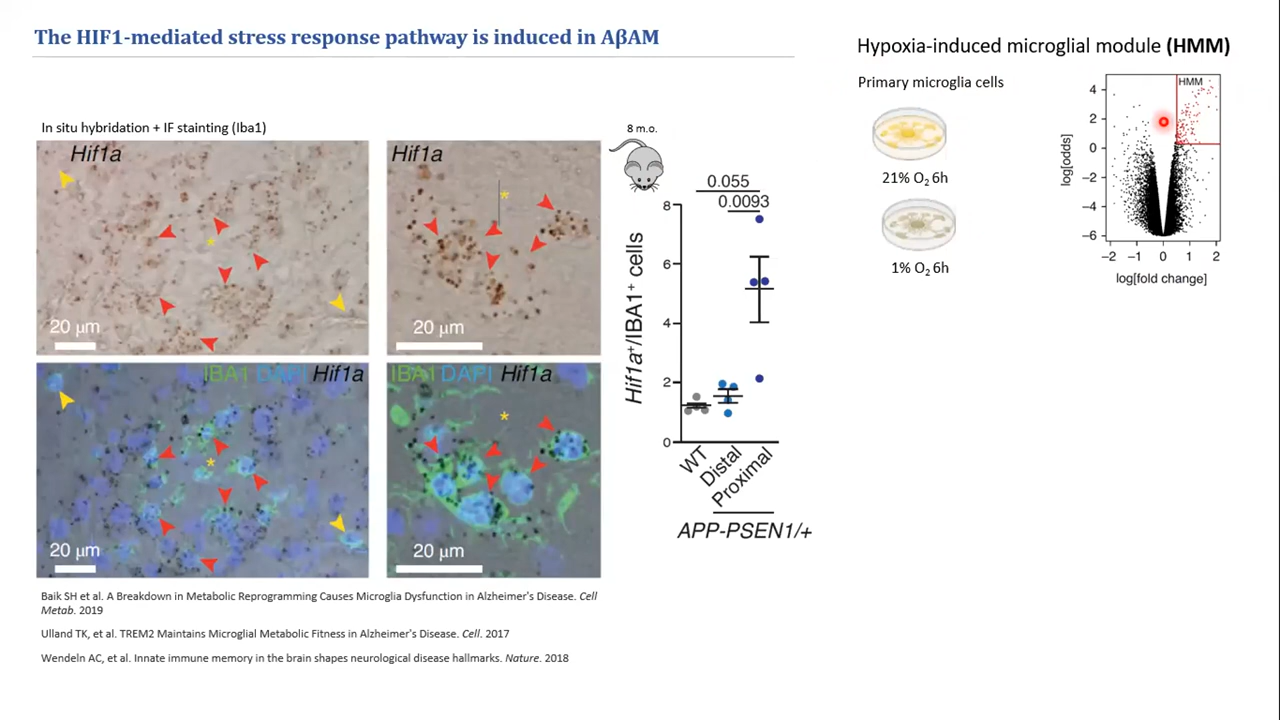 The HIF1-mediated stress response pathway is induced in AβAM
Hypoxia-induced microglial module (HMM)
Primary microglia cells
21% O₂ 6h
1% O₂ 6h
HMM
4
2
0
−2
−4
−6
log[odds]
−2 −1 0 1 2
log[fold change]
In situ hybridation + IF stainting (Iba1)
Hif1a
20 µm
Hif1a
20 µm
IBA1 DAPI Hif1a
20 µm
IBA1 DAPI Hif1a
20 µm
8 m.o.
0.055
0.0093
8
6
4
2
0
Hif1a⁺/IBA1⁺ cells
WT
Distal
Proximal
APP-PSEN1/+
Baik SH et al. A Breakdown in Metabolic Reprogramming Causes Microglia Dysfunction in Alzheimer's Disease. Cell
Metab. 2019
Ulland TK, et al. TREM2 Maintains Microglial Metabolic Fitness in Alzheimer's Disease. Cell. 2017
Wendeln AC, et al. Innate immune memory in the brain shapes neurological disease hallmarks. Nature. 2018